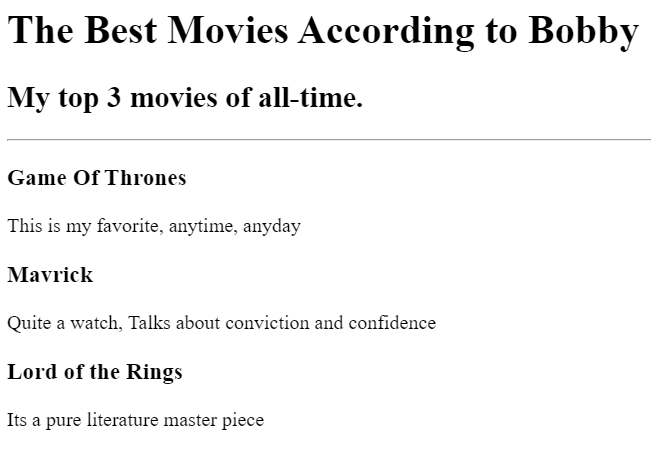 The Best Movies According to Bobby
My top 3 movies of all-time.
Game Of Thrones
This is my favorite, anytime, anyday
Mavrick
Quite a watch, Talks about conviction and confidence
Lord of the Rings
Its a pure literature master piece